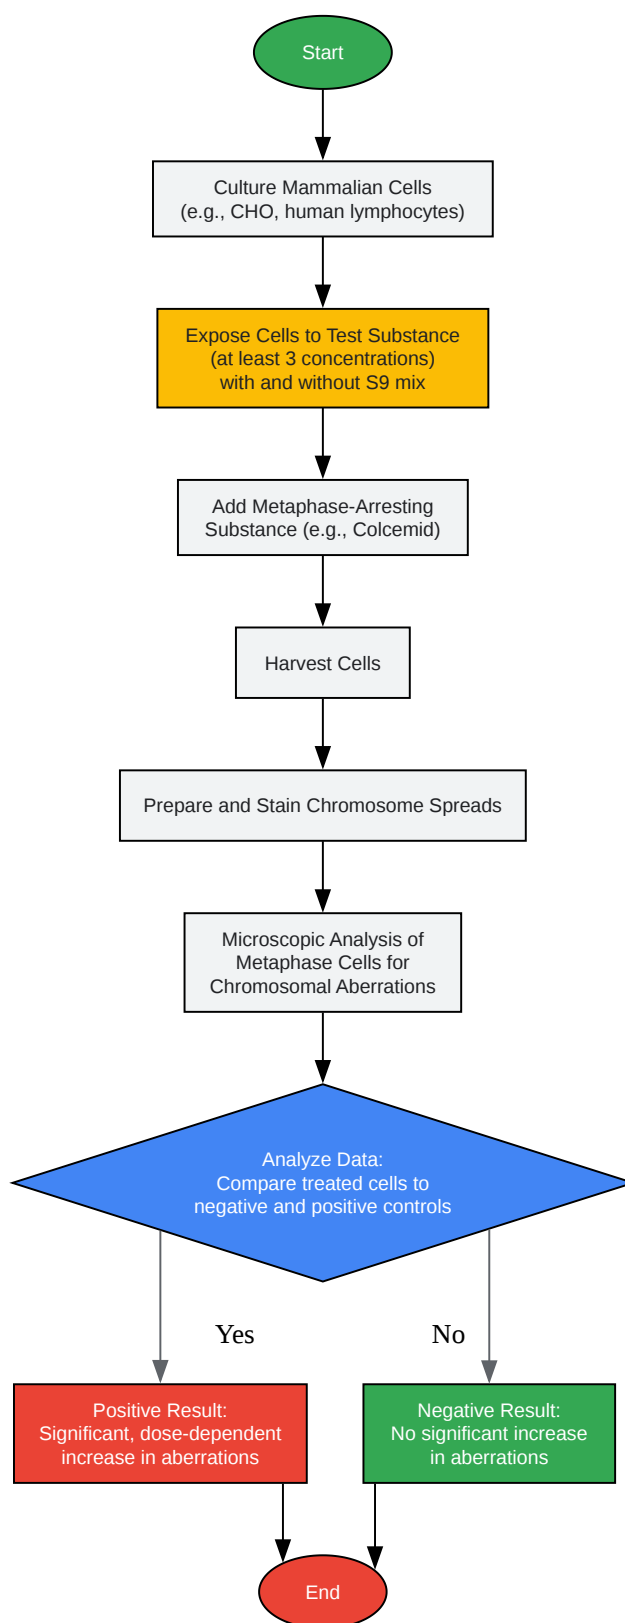 Start
Culture Mammalian Cells
(e.g., CHO, human lymphocytes)
Expose Cells to Test Substance
(at least 3 concentrations)
with and without S9 mix
Add Metaphase-Arresting
Substance (e.g., Colcemid)
Harvest Cells
Prepare and Stain Chromosome Spreads
Microscopic Analysis of
Metaphase Cells for
Chromosomal Aberrations
Analyze Data:
Compare treated cells to
negative and positive controls
Yes
No
Positive Result:
Significant, dose-dependent
increase in aberrations
Negative Result:
No significant increase
in aberrations
End